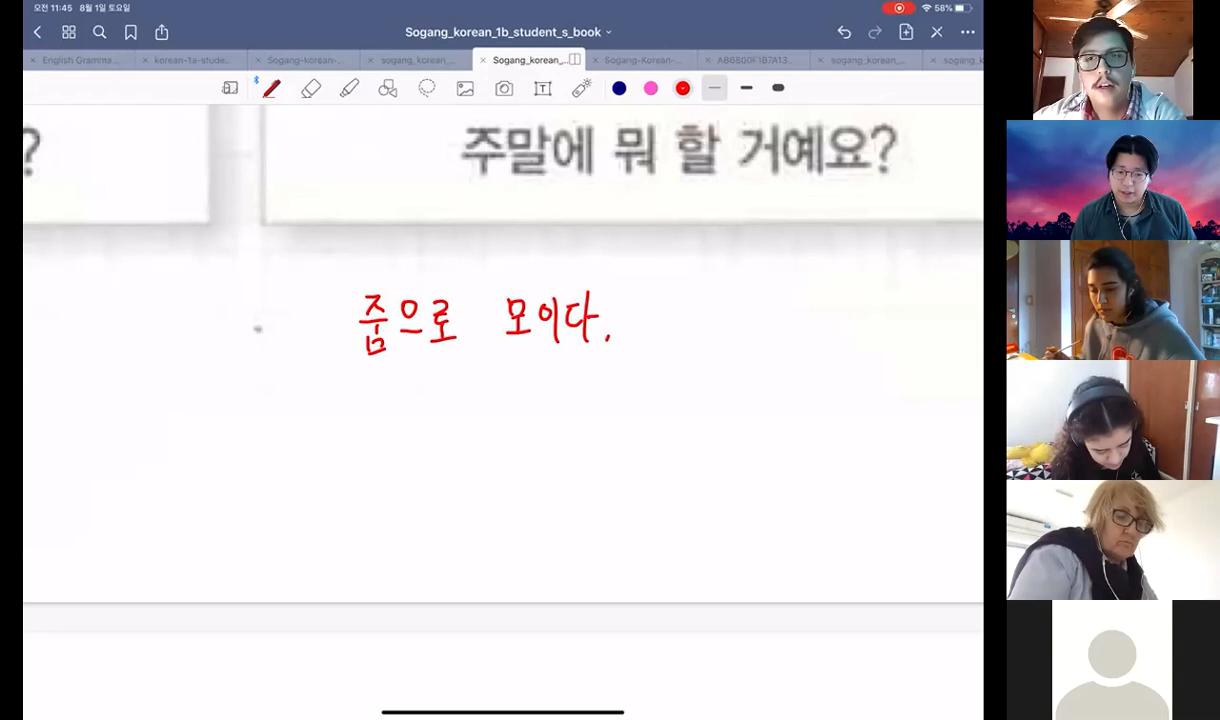 오전 11:45 8월 1일 토요일
58%
Sogang_korean_1b_student_s_book
English Gramma...
korean-1a-stude...
Sogang-korean-...
sogang_korean_...
Sogang_korean_...
Sogang-Korean-...
AB6800F1B7A13...
sogang_korean_...
sogang_k
?
주말에 뭐 할 거예요?
줌으로 모이다.